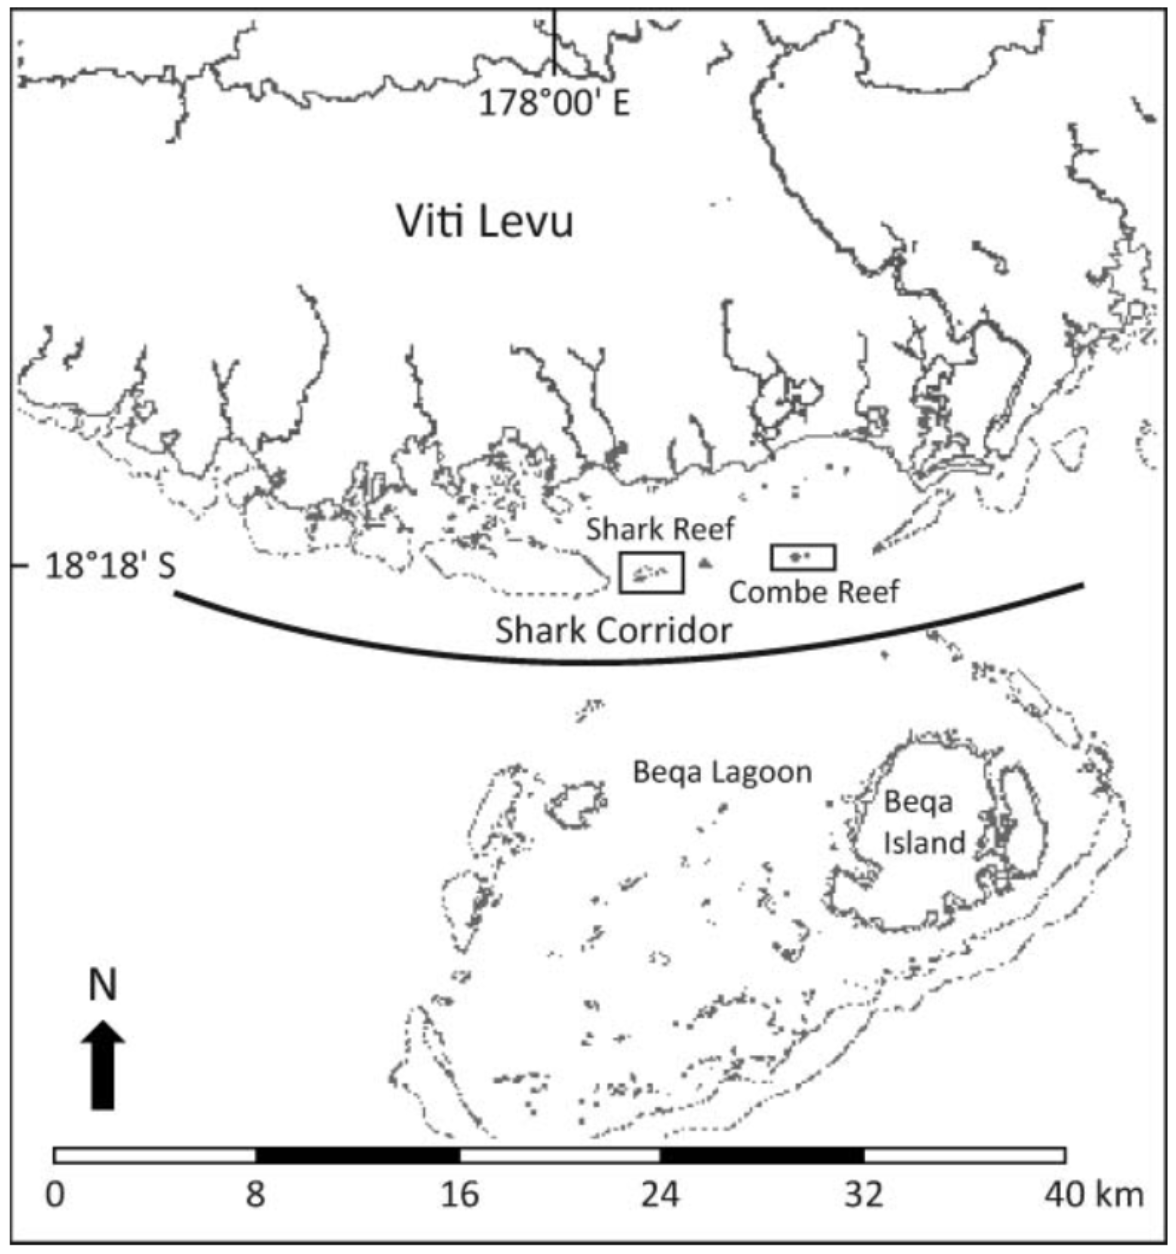 178°00' E
Viti Levu
Shark Reef
18°18' S
Combe Reef
Shark Corridor
Beqa Lagoon
Beqa
Island
N
0 8 16 24 32 40 km